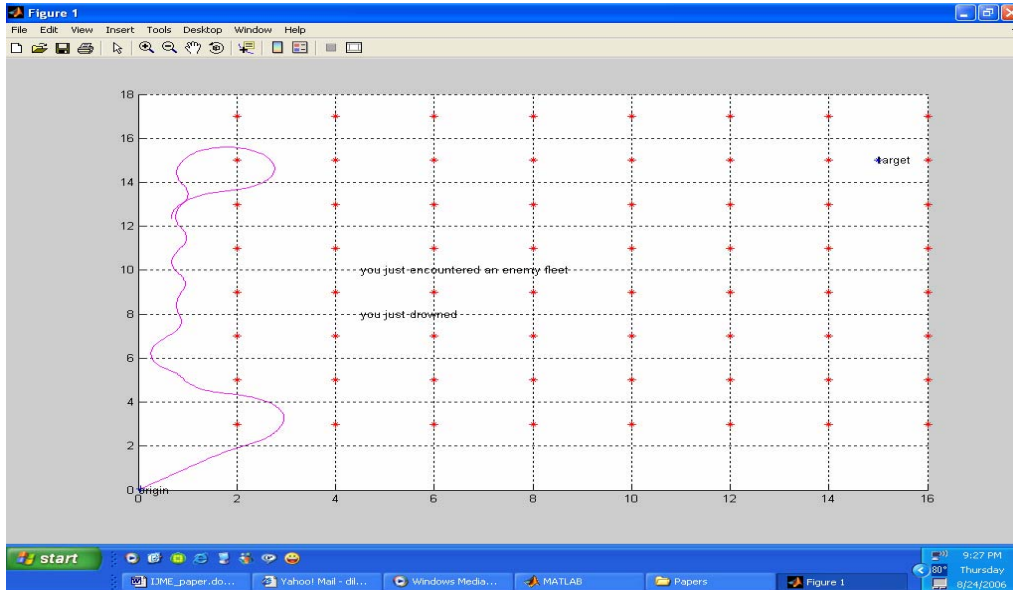 Figure 1
File Edit View Insert Tools Desktop Window Help
18
16
target
14
12
10
you just encountered an enemy fleet
8
you just drowned
6
4
2
0
origin
0 2 4 6 8 10 12 14 16
start
9:27 PM
80° Thursday
IJME_paper.do... Yahoo! Mail - dil... Windows Media... MATLAB Papers Figure 1 8/24/2006